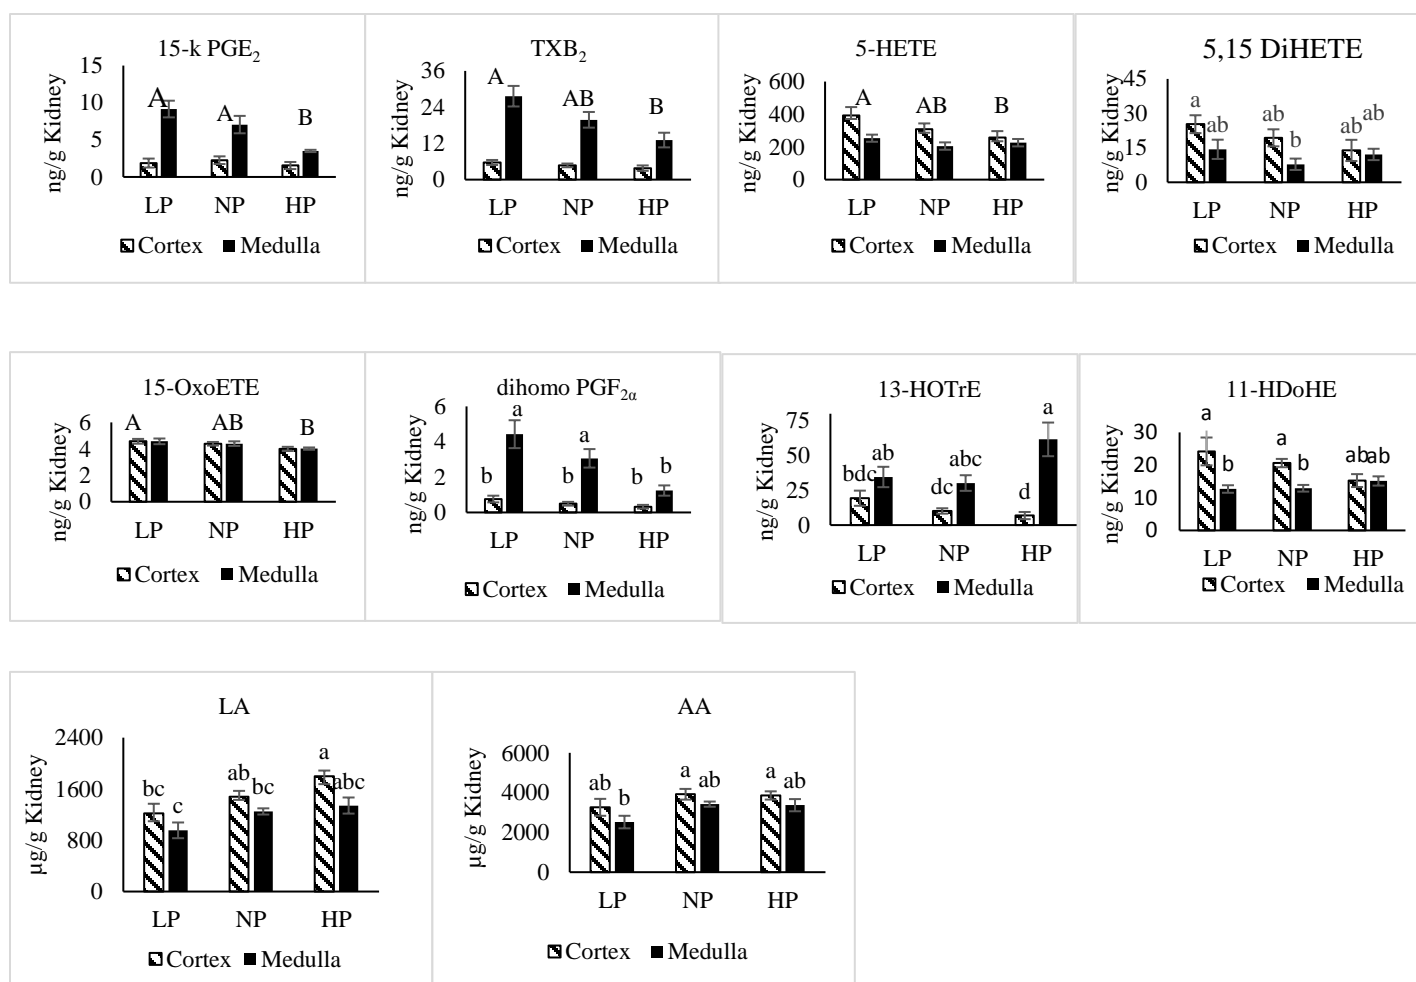 15-k PGE2
ng/g Kidney
15
10
5
0
A
A
B
LP NP HP
Cortex Medulla
TXB2
ng/g Kidney
36
24
12
0
A
AB
B
LP NP HP
Cortex Medulla
5-HETE
ng/g Kidney
600
400
200
0
A
AB
B
LP NP HP
Cortex Medulla
5,15 DiHETE
ng/g Kidney
45
30
15
0
a ab ab b ab ab
LP NP HP
Cortex Medulla
15-OxoETE
ng/g Kidney
6
4
2
0
A AB B
LP NP HP
Cortex Medulla
dihomo PGF2α
ng/g Kidney
6
4
2
0
b a b a b b
LP NP HP
Cortex Medulla
13-HOTrE
ng/g Kidney
75
50
25
0
bdc ab dc abc d a
LP NP HP
Cortex Medulla
11-HDoHE
ng/g Kidney
30
20
10
0
a b a b ab ab
LP NP HP
Cortex Medulla
LA
µg/g Kidney
2400
1600
800
0
bc c ab bc a abc
LP NP HP
Cortex Medulla
AA
µg/g Kidney
6000
4000
2000
0
ab b a ab a ab
LP NP HP
Cortex Medulla